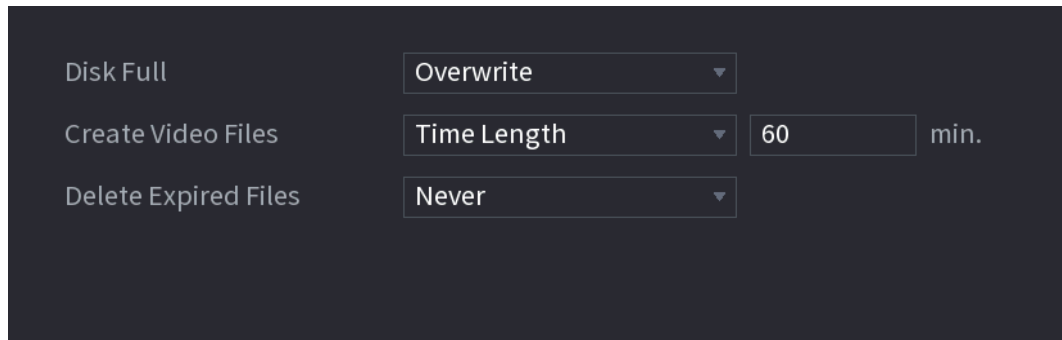 Disk Full Overwrite
Create Video Files Time Length 60 min.
Delete Expired Files Never